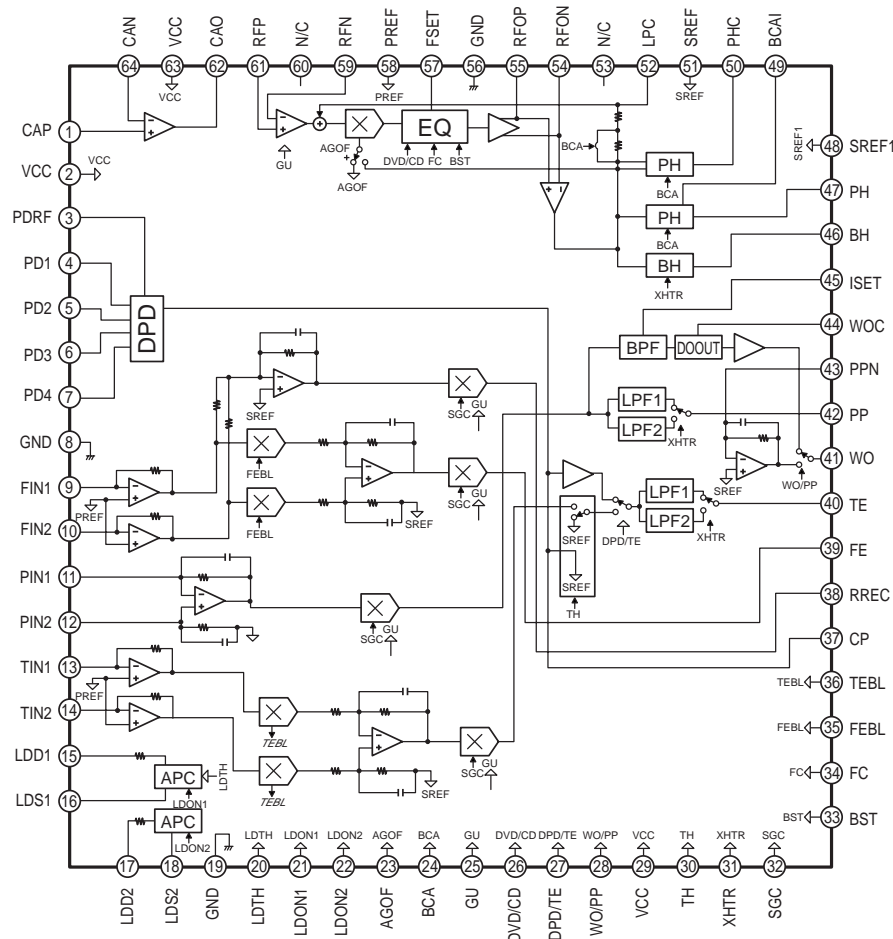 CAN VCC CAO RFP N/C RFN PREF FSET GND RFOP RFON N/C LPC SREF PHC BCAI
64 63 62 61 60 59 58 57 56 55 54 53 52 51 50 49
VCC PREF SREF
CAP 1
VCC 2 VCC
PDRF 3
PD1 4
PD2 5
PD3 6
PD4 7
GND 8
FIN1 9
PREF
FIN2 10
PIN1 11
PIN2 12
TIN1 13
PREF
TIN2 14
LDD1 15
LDS1 16
GU
AGOF
+
AGOF
EQ
DVD/CD FC BST
BCA
PH
BCA
PH
BCA
BH
XHTR
SREF1 48 SREF1
47 PH
46 BH
45 ISET
44 WOC
43 PPN
42 PP
41 WO
40 TE
39 FE
38 RREC
37 CP
TEBL 36 TEBL
FEBL 35 FEBL
FC 34 FC
BST 33 BST
DPD
BPF DOOUT
LPF1
LPF2
XHTR
SREF
WO/PP
SREF
SGC GU
FEBL
FEBL
SREF
SGC GU
SREF
DPD/TE
LPF1
LPF2
XHTR
SREF
TH
SGC GU
TEBL
TEBL
SREF
SGC GU
APC
LDTH
LDON1
APC
LDON2
LDTH LDON1 LDON2 AGOF BCA GU DVD/CD DPD/TE WO/PP VCC TH XHTR SGC
17 18 19 20 21 22 23 24 25 26 27 28 29 30 31 32
LDD2 LDS2 GND LDTH LDON1 LDON2 AGOF BCA GU DVD/CD DPD/TE WO/PP VCC TH XHTR SGC